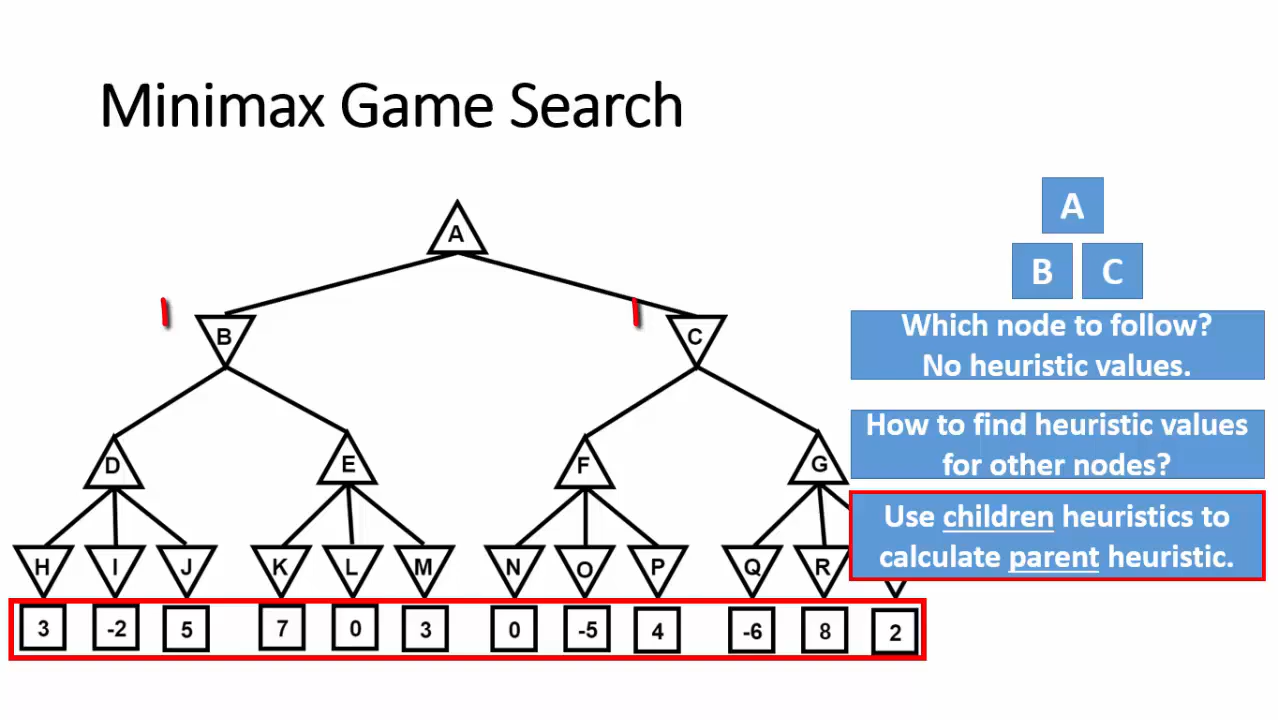 Minimax Game Search
A
A
B C
B
C
Which node to follow?
No heuristic values.
How to find heuristic values
for other nodes?
D E F G
Use children heuristics to
calculate parent heuristic.
H I J K L M N O P Q R
3 -2 5 7 0 3 0 -5 4 -6 8 2